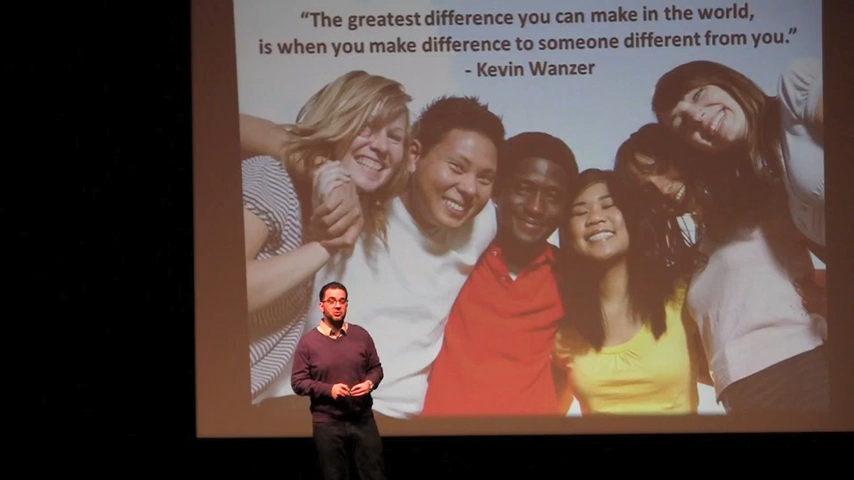 “The greatest difference you can make in the world,
is when you make difference to someone different from you.”
- Kevin Wanzer